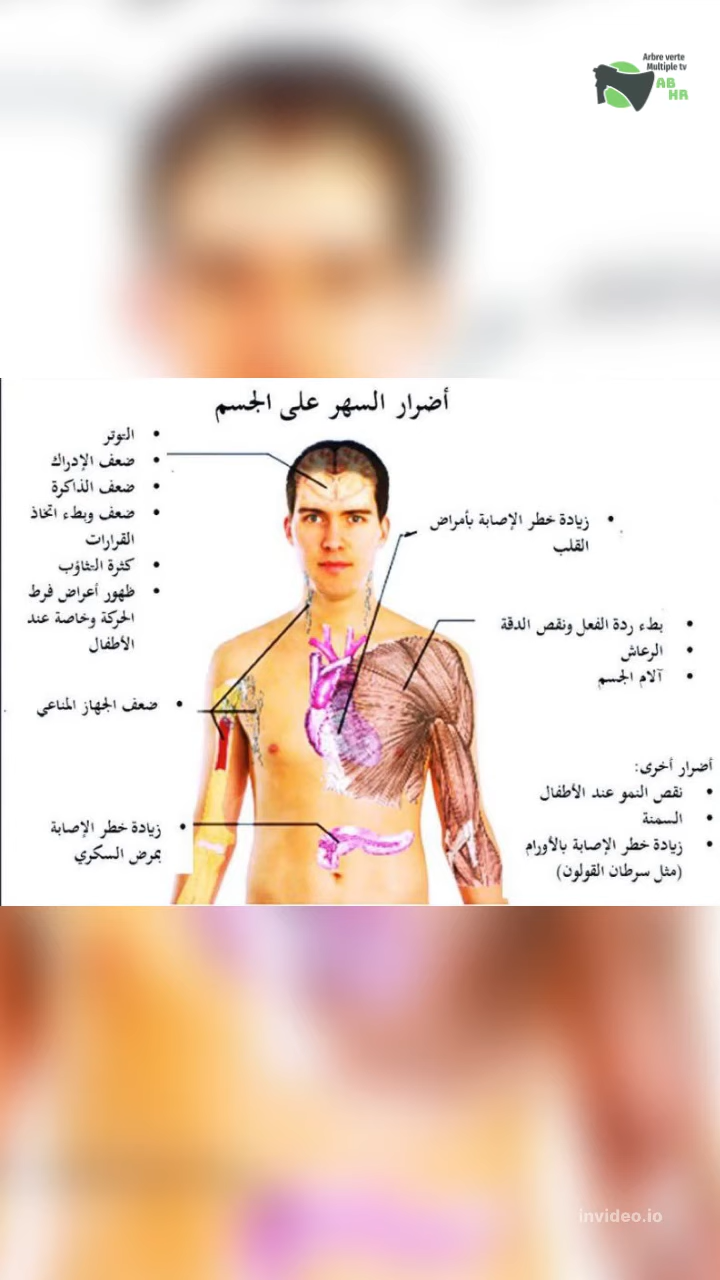 Arbre verte
Multiple tv
AB
HR
أضرار السهر على الجسم
• التوتر
• ضعف الإدراك
• ضعف الذاكرة
• ضعف وبطء اتخاذ
القرارات
• كثرة التثاؤب
• ظهور أعراض فرط
الحركة وخاصة عند
الأطفال
• زيادة خطر الإصابة بأمراض
القلب
• بطء ردة الفعل ونقص الدقة
• الرعاش
• آلام الجسم
• ضعف الجهاز المناعي
• زيادة خطر الإصابة
بمرض السكري
أضرار أخرى:
• نقص النمو عند الأطفال
• السمنة
• زيادة خطر الإصابة بالأورام
(مثل سرطان القولون)
invideo.io